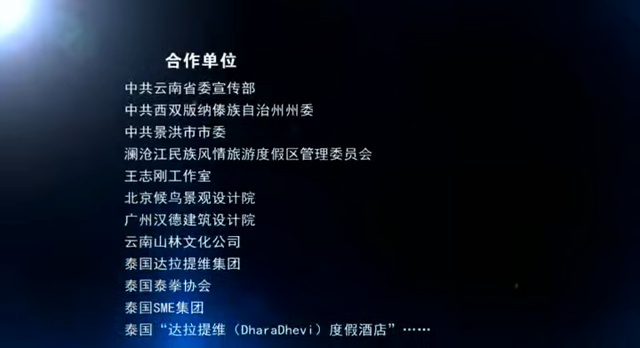 合作单位
中共云南省委宣传部
中共西双版纳傣族自治州州委
中共景洪市市委
澜沧江民族风情旅游度假区管理委员会
王志刚工作室
北京候鸟景观设计院
广州汉德建筑设计院
云南山林文化公司
泰国达拉提维集团
泰国泰拳协会
泰国SME集团
泰国“达拉提维（DharaDhevi）度假酒店”……